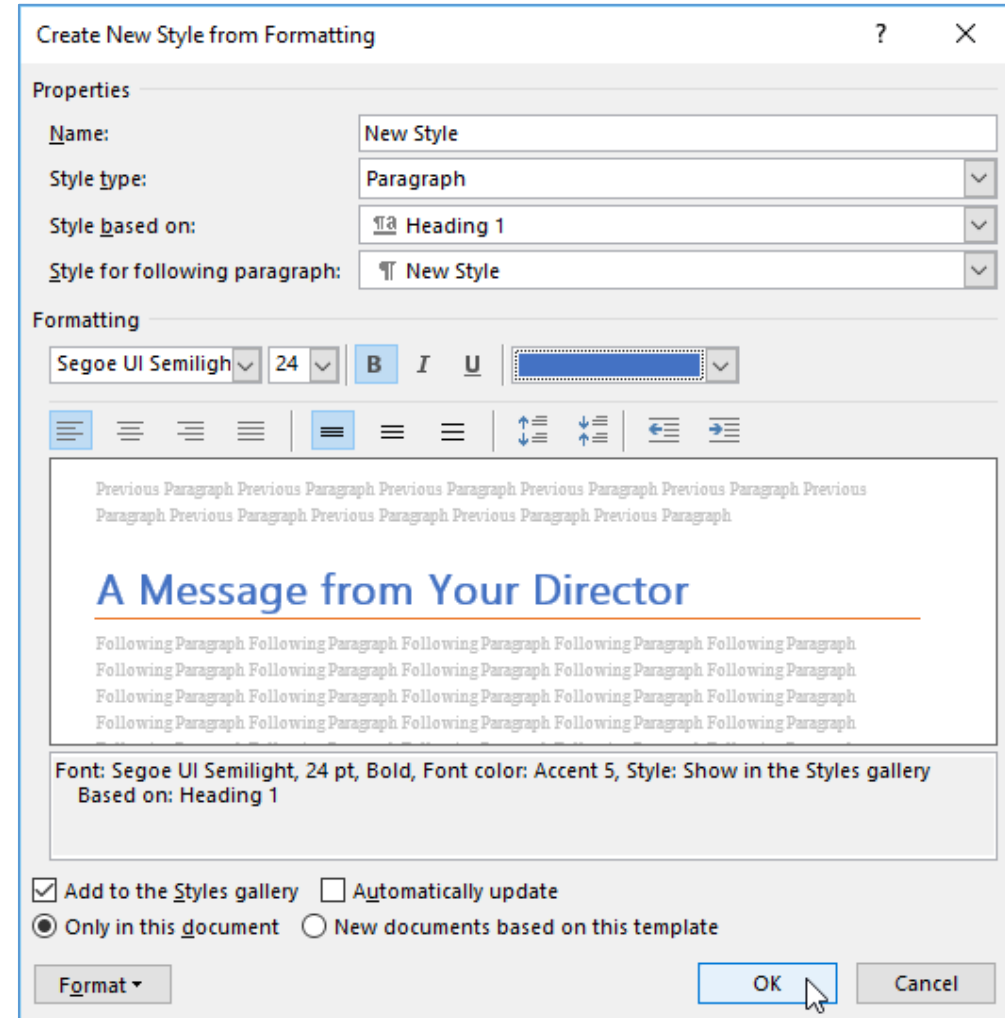 Create New Style from Formatting ?
Properties
Name: New Style
Style type: Paragraph
Style based on: ¶a Heading 1
Style for following paragraph: ¶ New Style
Formatting
Segoe UI Semiligh 24 B I U
Previous Paragraph Previous Paragraph Previous Paragraph Previous Paragraph Previous Paragraph Previous
Paragraph Previous Paragraph Previous Paragraph Previous Paragraph Previous Paragraph
A Message from Your Director
Following Paragraph Following Paragraph Following Paragraph Following Paragraph Following Paragraph
Following Paragraph Following Paragraph Following Paragraph Following Paragraph Following Paragraph
Following Paragraph Following Paragraph Following Paragraph Following Paragraph Following Paragraph
Following Paragraph Following Paragraph Following Paragraph Following Paragraph Following Paragraph
Font: Segoe UI Semilight, 24 pt, Bold, Font color: Accent 5, Style: Show in the Styles gallery
Based on: Heading 1
Add to the Styles gallery Automatically update
Only in this document New documents based on this template
Format OK Cancel